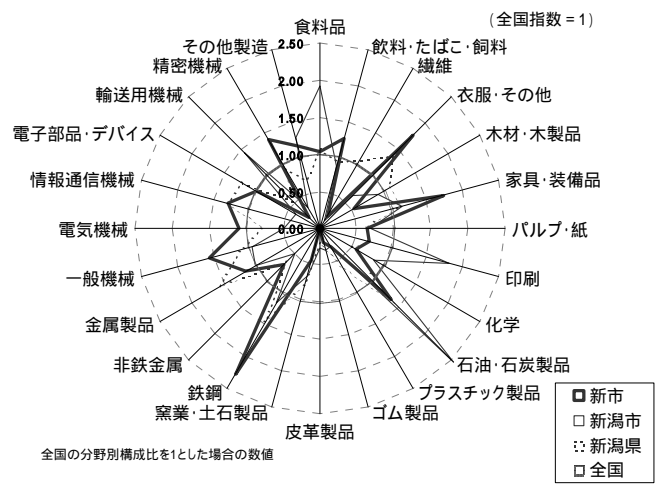 (全国指数=1)
食料品
飲料・たばこ・飼料
繊維
衣服・その他
木材・木製品
家具・装備品
パルプ・紙
印刷
化学
石油・石炭製品
プラスチック製品
ゴム製品
皮革製品
窯業・土石製品
鉄鋼
非鉄金属
金属製品
一般機械
電気機械
情報通信機械
電子部品・デバイス
輸送用機械
精密機械
その他製造
2.50
2.00
1.50
1.00
0.50
0.00
新市
新潟市
新潟県
全国
全国の分野別構成比を1とした場合の数値